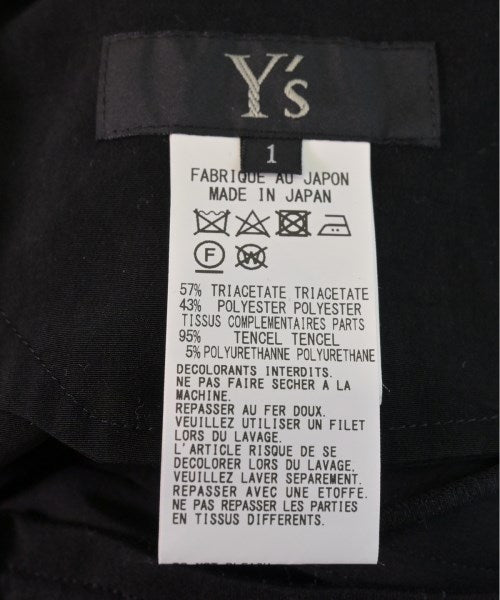 Y's
1
FABRIQUE AU JAPON
MADE IN JAPAN
F W
57% TRIACETATE TRIACETATE
43% POLYESTER POLYESTER
TISSUS COMPLEMENTAIRES PARTS
95% TENCEL TENCEL
5% POLYURETHANNE POLYURETHANE
DECOLORANTS INTERDITS.
NE PAS FAIRE SECHER A LA
MACHINE.
REPASSER AU FER DOUX.
VEUILLEZ UTILISER UN FILET
LORS DU LAVAGE.
L'ARTICLE RISQUE DE SE
DECOLORER LORS DU LAVAGE,
VEUILLEZ LAVER SEPAREMENT.
REPASSER AVEC UNE ETOFFE.
NE PAS REPASSER LES PARTIES
EN TISSUS DIFFERENTS.